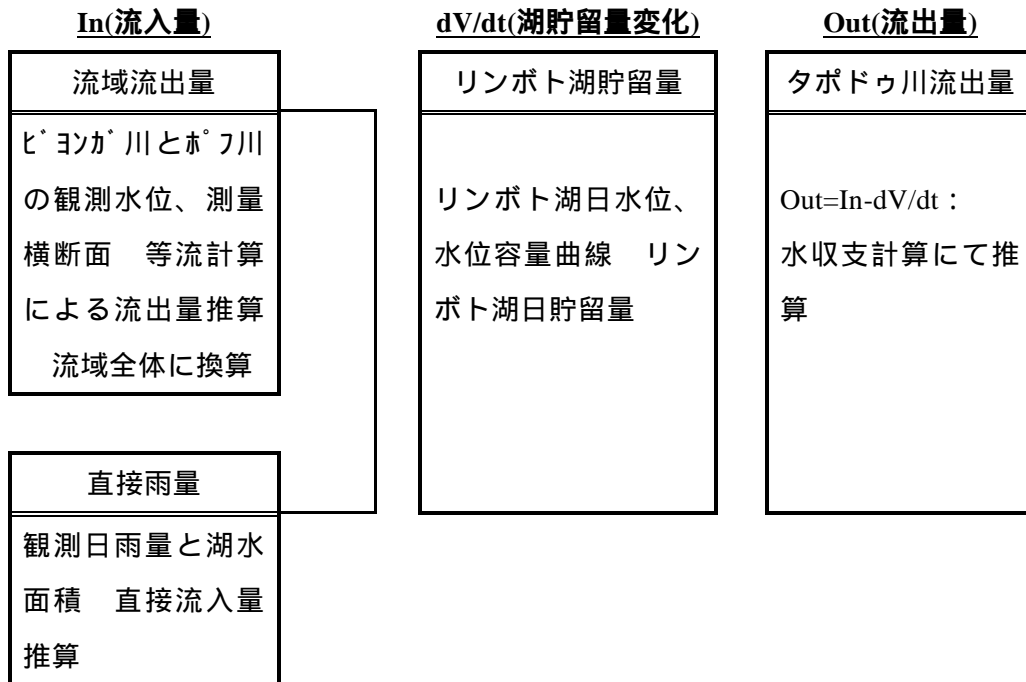 In(流入量)
流域流出量
ﾋﾞﾖﾝｶﾞ川とﾎﾟﾌ川
の観測水位、測量
横断面　等流計算
による流出量推算
流域全体に換算
直接雨量
観測日雨量と湖水
面積　直接流入量
推算
dV/dt(湖貯留量変化)
リンボト湖貯留量
リンボト湖日水位、
水位容量曲線　リン
ボト湖日貯留量
Out(流出量)
タポドゥ川流出量
Out=In-dV/dt：
水収支計算にて推
算